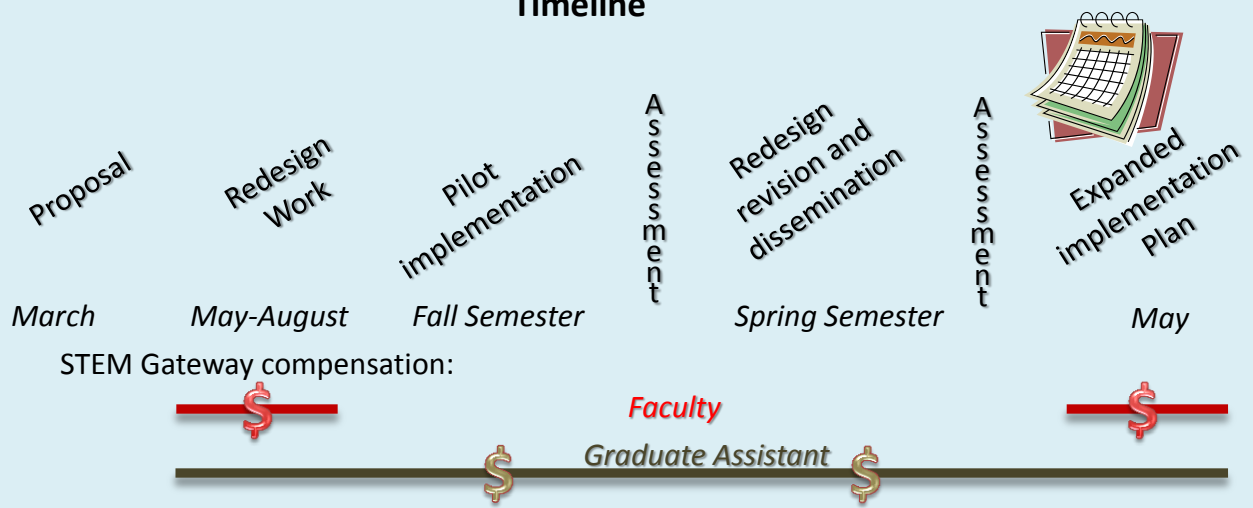 Timeline
Proposal
Redesign
Work
Pilot
implementation
Assessment
Redesign
revision and
dissemination
Assessment
Expanded
implementation
Plan
March
May-August
Fall Semester
Spring Semester
May
STEM Gateway compensation:
$
Faculty
$
Graduate Assistant
$
$